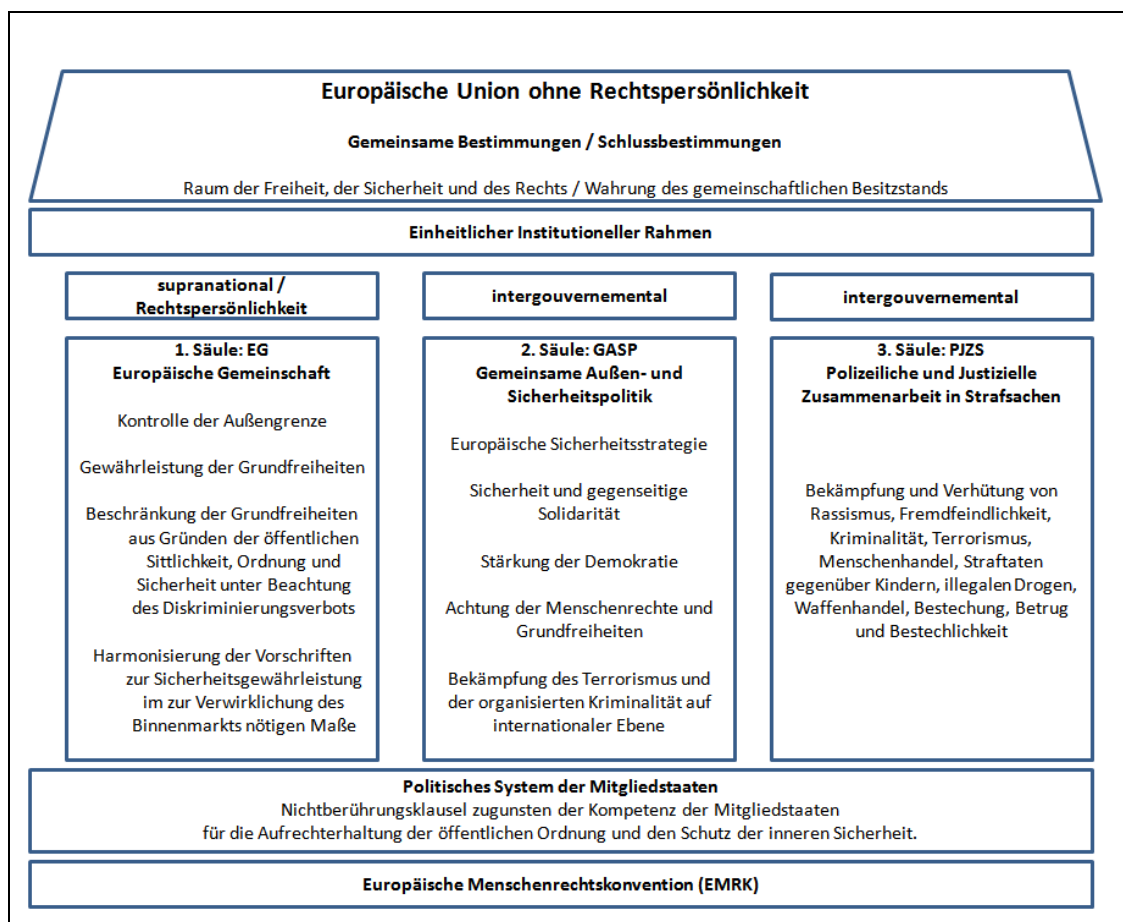 Europäische Union ohne Rechtspersönlichkeit
Gemeinsame Bestimmungen / Schlussbestimmungen
Raum der Freiheit, der Sicherheit und des Rechts / Wahrung des gemeinschaftlichen Besitzstands
Einheitlicher Institutioneller Rahmen
supranational /
Rechtspersönlichkeit
intergouvernemental
intergouvernemental
1. Säule: EG
Europäische Gemeinschaft
Kontrolle der Außengrenze
Gewährleistung der Grundfreiheiten
Beschränkung der Grundfreiheiten
aus Gründen der öffentlichen
Sittlichkeit, Ordnung und
Sicherheit unter Beachtung
des Diskriminierungsverbots
Harmonisierung der Vorschriften
zur Sicherheitsgewährleistung
im zur Verwirklichung des
Binnenmarkts nötigen Maße
2. Säule: GASP
Gemeinsame Außen- und
Sicherheitspolitik
Europäische Sicherheitsstrategie
Sicherheit und gegenseitige
Solidarität
Stärkung der Demokratie
Achtung der Menschenrechte und
Grundfreiheiten
Bekämpfung des Terrorismus und
der organisierten Kriminalität auf
internationaler Ebene
3. Säule: PJZS
Polizeiliche und Justizielle
Zusammenarbeit in Strafsachen
Bekämpfung und Verhütung von
Rassismus, Fremdfeindlichkeit,
Kriminalität, Terrorismus,
Menschenhandel, Straftaten
gegenüber Kindern, illegalen Drogen,
Waffenhandel, Bestechung, Betrug
und Bestechlichkeit
Politisches System der Mitgliedstaaten
Nichtberührungsklausel zugunsten der Kompetenz der Mitgliedstaaten
für die Aufrechterhaltung der öffentlichen Ordnung und den Schutz der inneren Sicherheit.
Europäische Menschenrechtskonvention (EMRK)